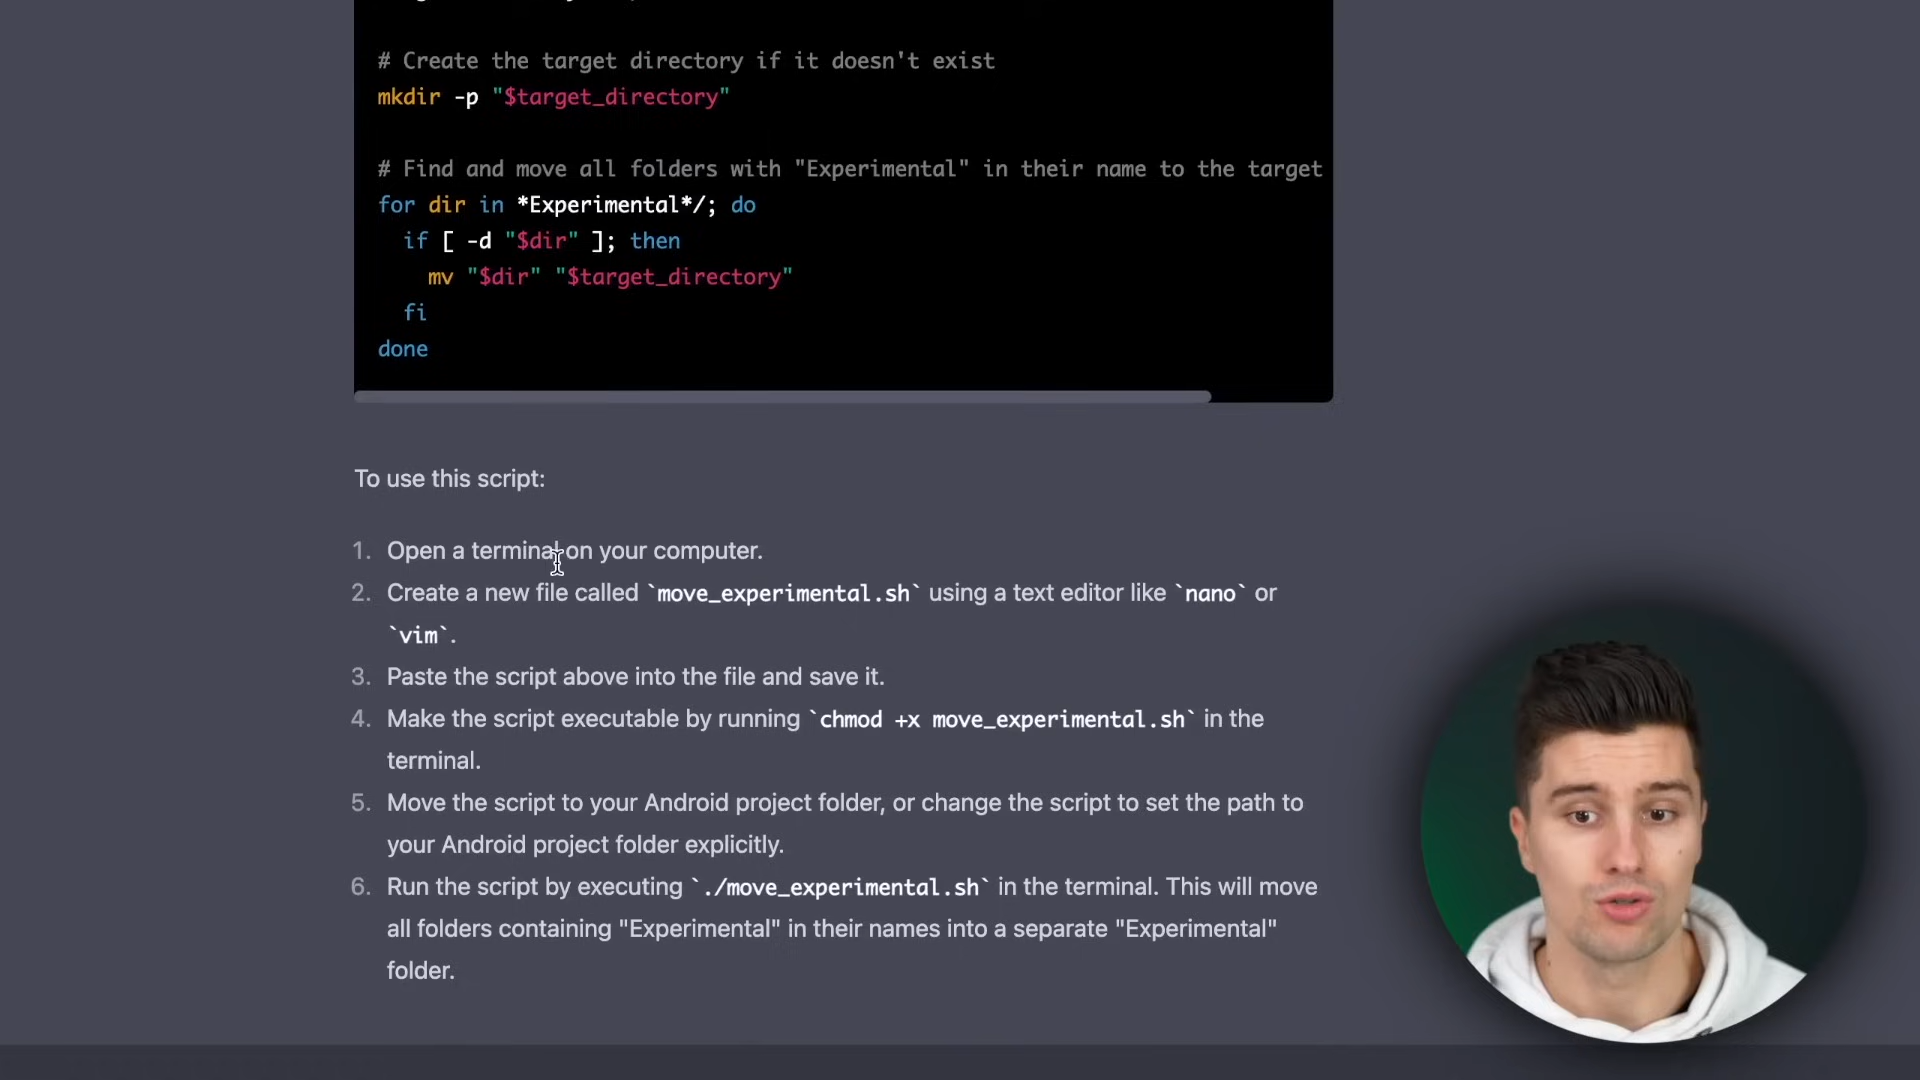 # Create the target directory if it doesn't exist
mkdir -p "$target_directory"
# Find and move all folders with "Experimental" in their name to the target
for dir in *Experimental*/; do
if [ -d "$dir" ]; then
mv "$dir" "$target_directory"
fi
done
To use this script:
1. Open a terminal on your computer.
2. Create a new file called `move_experimental.sh` using a text editor like `nano` or
`vim`.
3. Paste the script above into the file and save it.
4. Make the script executable by running `chmod +x move_experimental.sh` in the
terminal.
5. Move the script to your Android project folder, or change the script to set the path to
your Android project folder explicitly.
6. Run the script by executing `./move_experimental.sh` in the terminal. This will move
all folders containing "Experimental" in their names into a separate "Experimental"
folder.